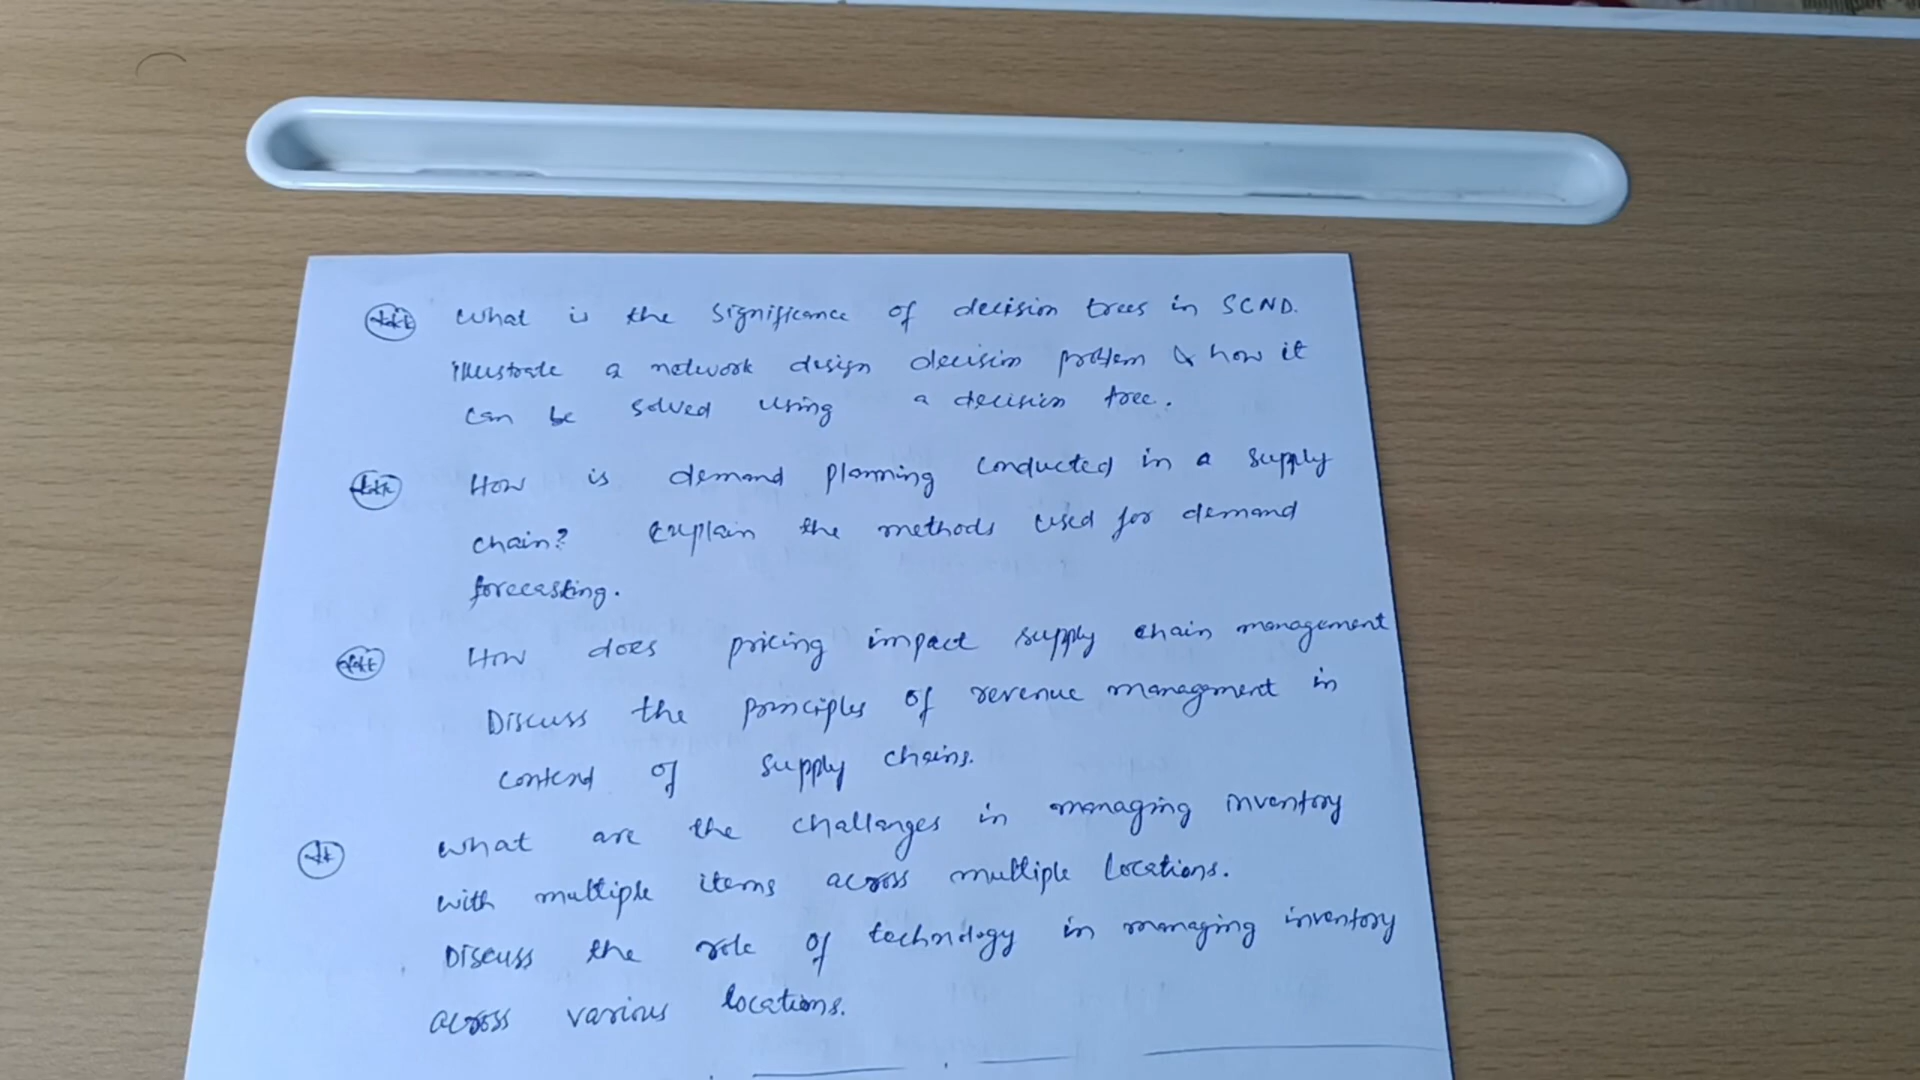 What is the significance of decision trees in SCND.
illustrate a network design decision problem & how it
can be solved using a decision tree.
How is demand planning conducted in a supply
chain? Explain the methods used for demand
forecasting.
How does pricing impact supply chain management
Discuss the principles of revenue management in
of supply chains.
What are the challanges in managing inventory
with multiple items across multiple locations.
Discuss the role of technology in managing inventory
across various locations.